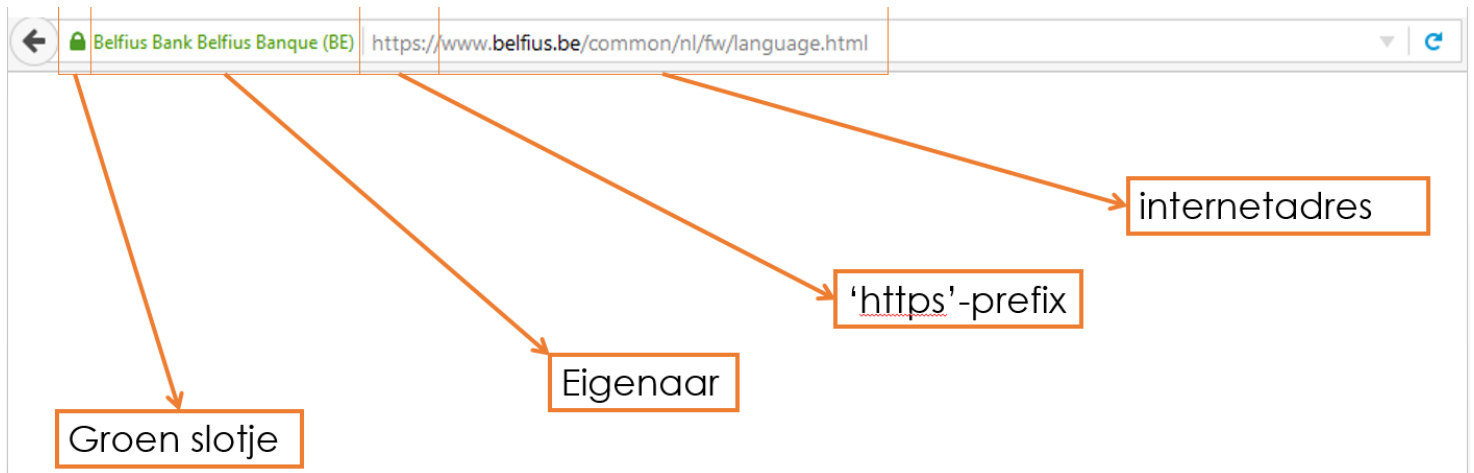 Belfius Bank Belfius Banque (BE) https://www.belfius.be/common/nl/fw/language.html
internetadres
‘https’-prefix
Eigenaar
Groen slotje